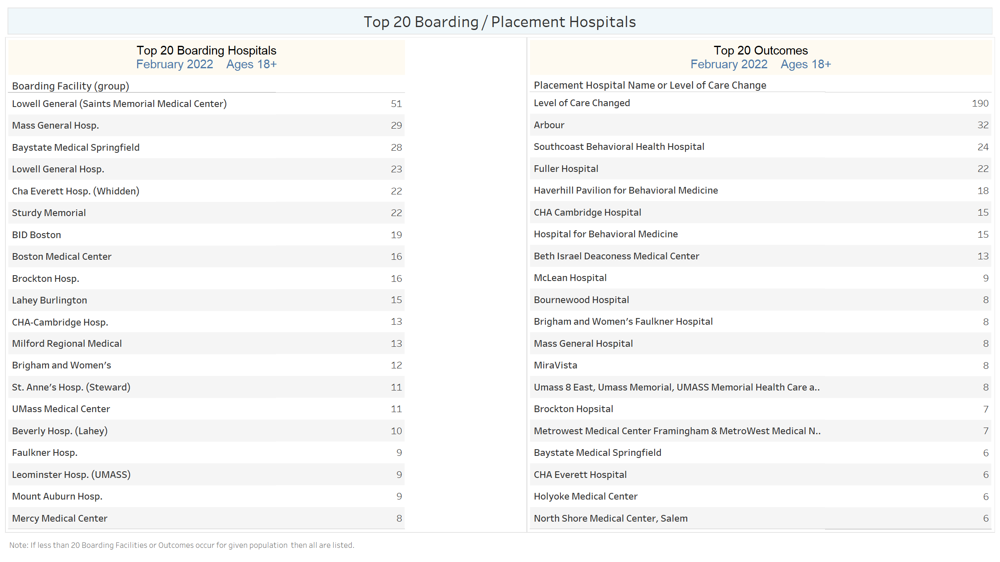 Top 20 Boarding / Placement Hospitals
Top 20 Boarding Hospitals
February 2022 Ages 18+
Boarding Facility (group)
Lowell General (Saints Memorial Medical Center) 51
Mass General Hosp. 29
Baystate Medical Springfield 28
Lowell General Hosp. 23
Cha Everett Hosp. (Whidden) 22
Sturdy Memorial 22
BID Boston 19
Boston Medical Center 16
Brockton Hosp. 16
Lahey Burlington 15
CHA-Cambridge Hosp. 13
Milford Regional Medical 13
Brigham and Women's 12
St. Anne's Hosp. (Steward) 11
UMass Medical Center 11
Beverly Hosp. (Lahey) 10
Faulkner Hosp. 9
Leominster Hosp. (UMASS) 9
Mount Auburn Hosp. 9
Mercy Medical Center 8
Top 20 Outcomes
February 2022 Ages 18+
Placement Hospital Name or Level of Care Change
Level of Care Changed 190
Arbour 32
Southcoast Behavioral Health Hospital 24
Fuller Hospital 22
Haverhill Pavilion for Behavioral Medicine 18
CHA Cambridge Hospital 15
Hospital for Behavioral Medicine 15
Beth Israel Deaconess Medical Center 13
McLean Hospital 9
Bournewood Hospital 8
Brigham and Women's Faulkner Hospital 8
Mass General Hospital 8
MiraVista 8
Umass 8 East, Umass Memorial, UMASS Memorial Health Care a.. 8
Brockton Hopsital 7
Metrowest Medical Center Framingham & MetroWest Medical N.. 7
Baystate Medical Springfield 6
CHA Everett Hospital 6
Holyoke Medical Center 6
North Shore Medical Center, Salem 6
Note: If less than 20 Boarding Facilities or Outcomes occur for given population then all are listed.